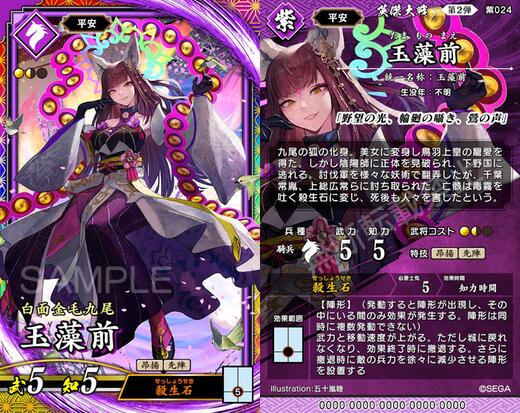 平安
SAMPLE
白面金毛九尾
玉藻前
昂揚 先陣
武5 知5
せっしょうせき
殺生石
5
紫
平安
英傑大戦
第2弾
紫024
たまものまえ
玉藻前
統一名称：玉藻前
生没年：不明
「野望の光、輪廻の囁き、鶯の声」
九尾の狐の化身。美女に変身し鳥羽上皇の寵愛を
得た。しかし陰陽師に正体を見破られ、下野国に
逃れる。討伐軍を様々な妖術で翻弄したが、千葉
常胤、上総広常らに討ち取られた。亡骸は毒霧を
吐く殺生石に変じ、死後も人々を害したという。
兵種 武力 知力 武将コスト
騎兵 5 5 特技 昂揚 先陣
せっしょうせき 必要士気 効果時間
殺生石 5 知力時間
効果範囲
【陣形】（発動すると陣形が出現し、その
中にいる間のみ効果が発生する。陣形は同
時に複数発動できない）
武力と移動速度が上がる。ただし城に戻れ
なくなり、効果終了時に撤退する。さらに
撤退時に敵の兵力を徐々に減少させる陣形
を設置する
Illustration:五十嵐睦
©SEGA
0000 0000 0000 0000 0000